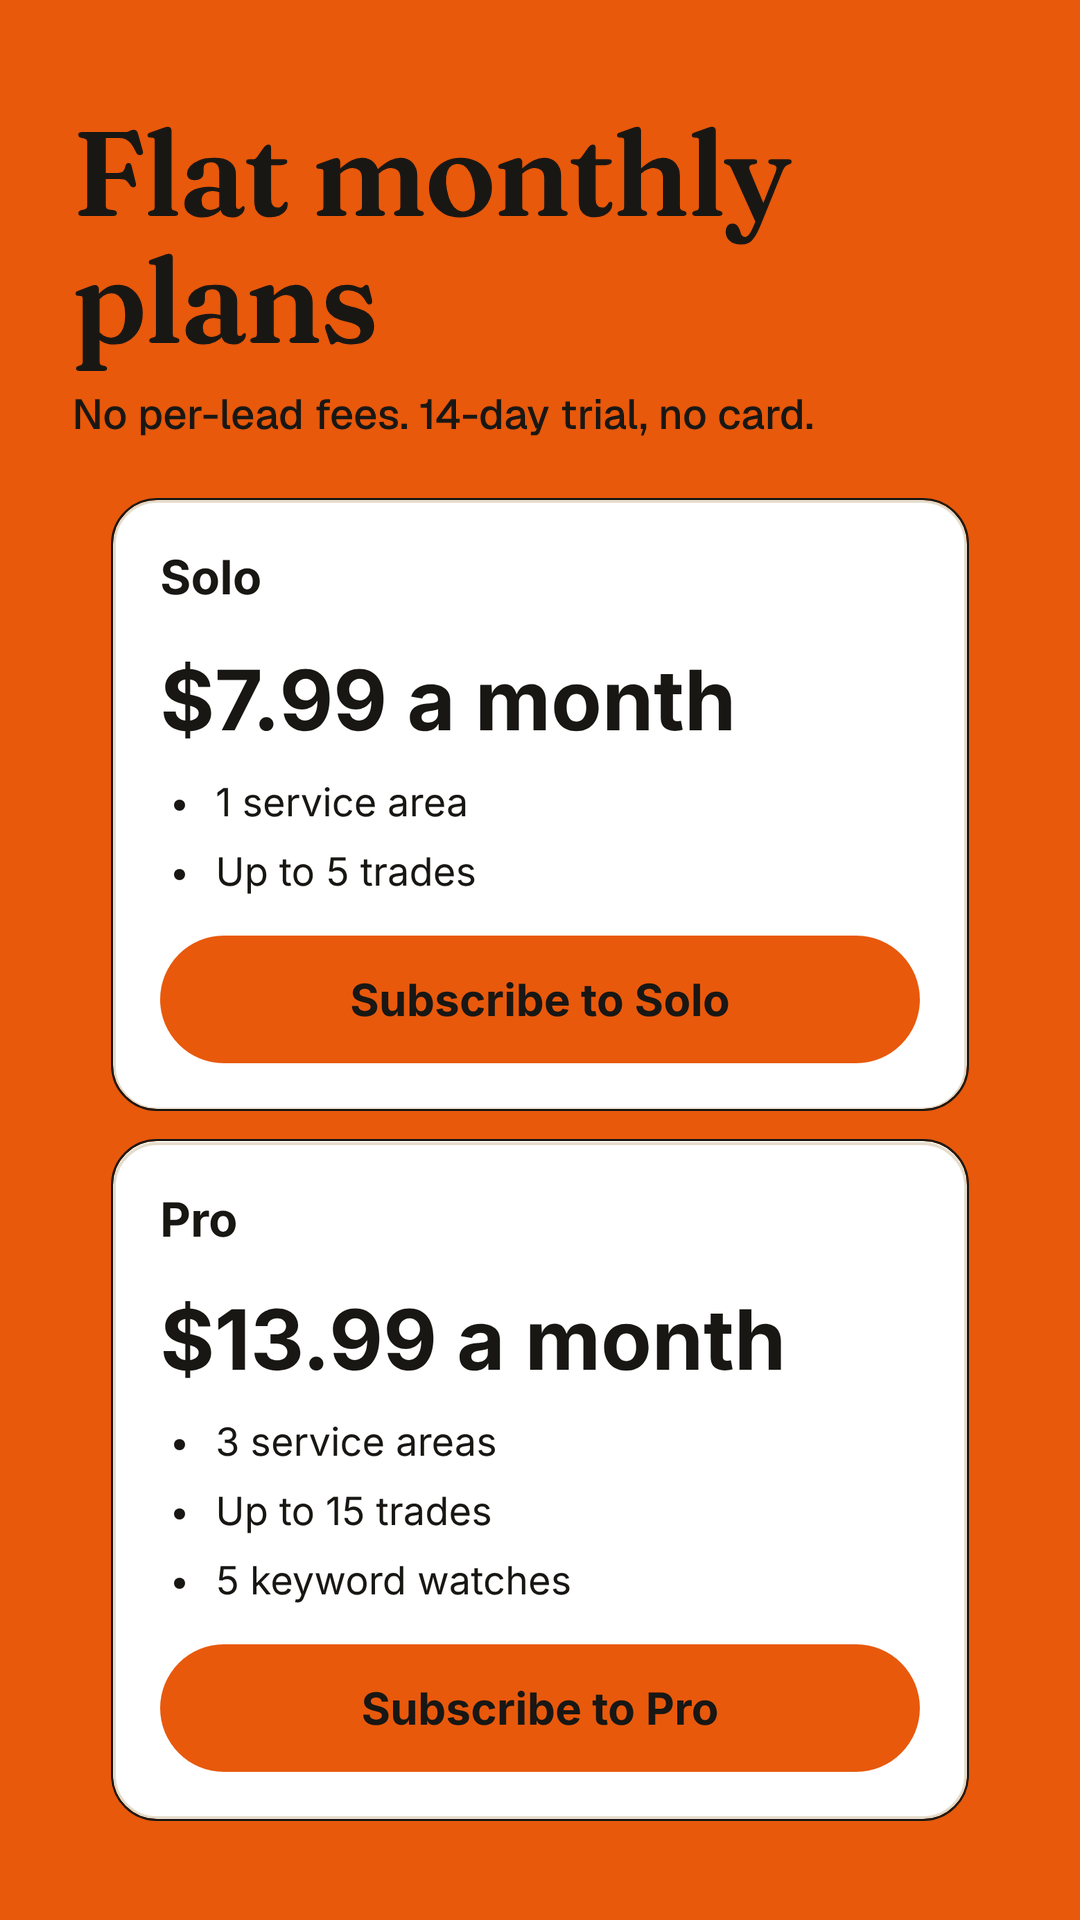 Flat monthly
plans
No per-lead fees. 14-day trial, no card.
Solo
$7.99 a month
• 1 service area
• Up to 5 trades
Subscribe to Solo
Pro
$13.99 a month
• 3 service areas
• Up to 15 trades
• 5 keyword watches
Subscribe to Pro